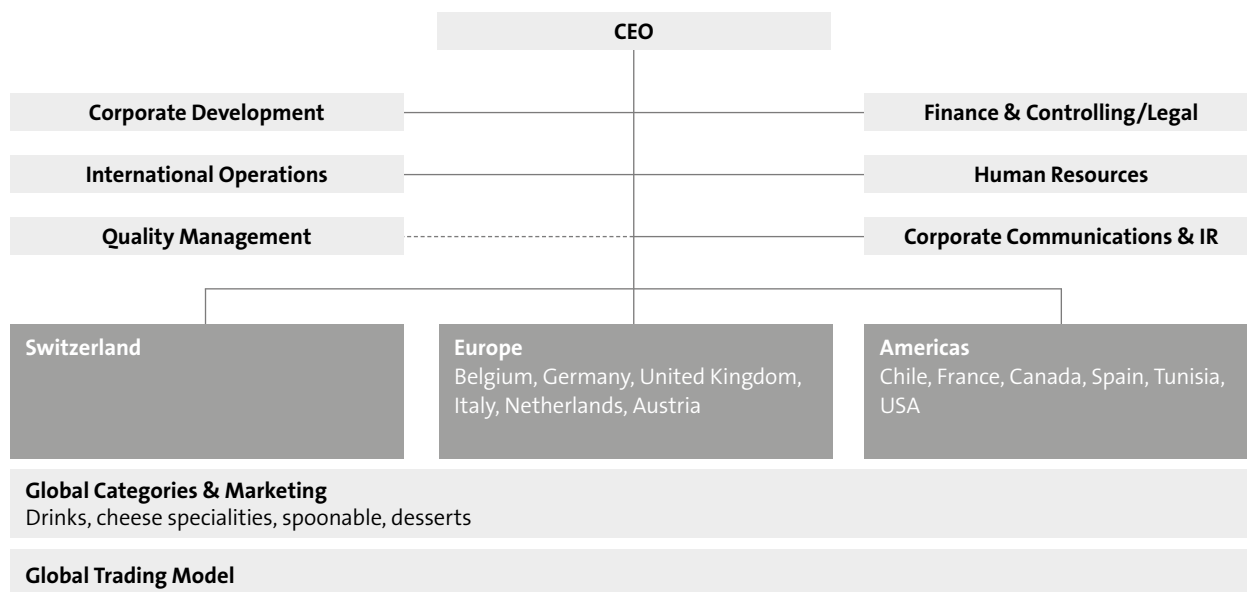 CEO
Corporate Development
Finance & Controlling/Legal
International Operations
Human Resources
Quality Management
Corporate Communications & IR
Switzerland
Europe
Belgium, Germany, United Kingdom,
Italy, Netherlands, Austria
Americas
Chile, France, Canada, Spain, Tunisia,
USA
Global Categories & Marketing
Drinks, cheese specialities, spoonable, desserts
Global Trading Model